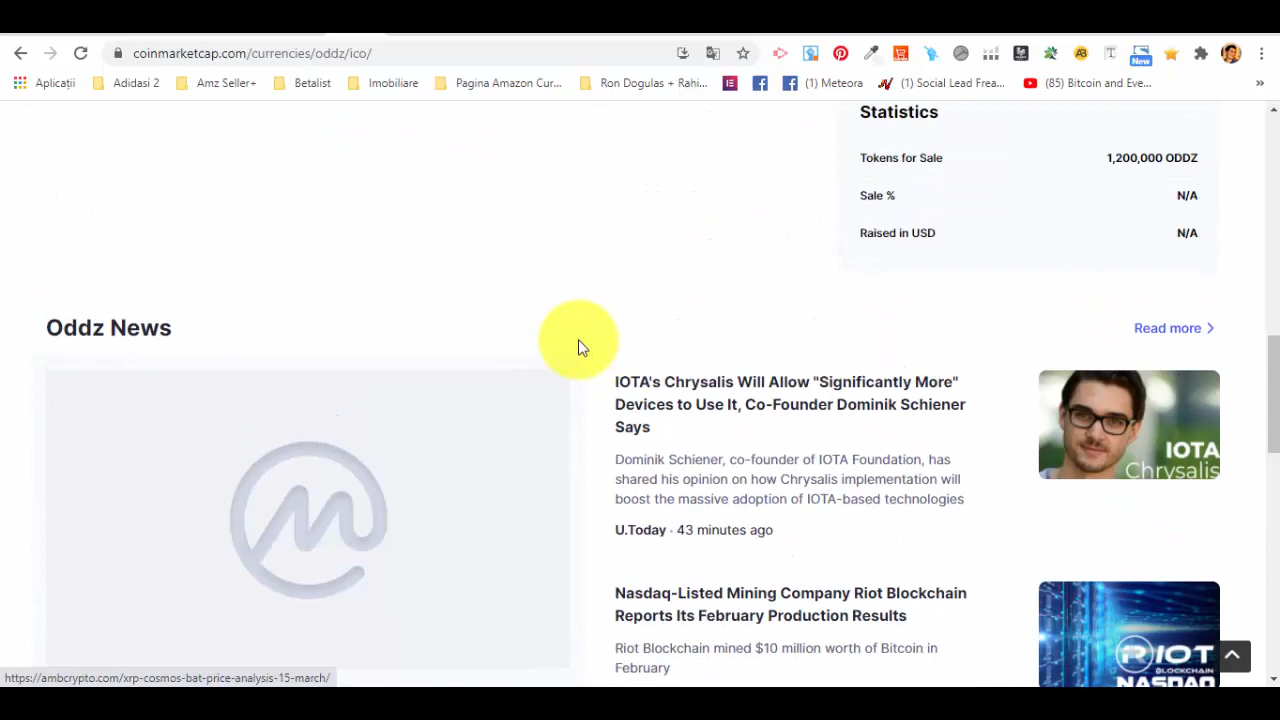 coinmarketcap.com/currencies/oddz/ico/
New
Aplicații
Adidasi 2
Amz Seller+
Betalist
Imobiliare
Pagina Amazon Cur...
Ron Dogulas + Rahi...
(1) Meteora
(1) Social Lead Frea...
(85) Bitcoin and Eve...
Statistics
Tokens for Sale 1,200,000 ODDZ
Sale % N/A
Raised in USD N/A
Oddz News
Read more
IOTA's Chrysalis Will Allow "Significantly More"
Devices to Use It, Co-Founder Dominik Schiener
Says
Dominik Schiener, co-founder of IOTA Foundation, has
shared his opinion on how Chrysalis implementation will
boost the massive adoption of IOTA-based technologies
U.Today · 43 minutes ago
IOTA
Chrysalis
Nasdaq-Listed Mining Company Riot Blockchain
Reports Its February Production Results
Riot Blockchain mined $10 million worth of Bitcoin in
February
RIOT
BLOCKCHAIN
NASDAQ
https://ambcrypto.com/xrp-cosmos-bat-price-analysis-15-march/